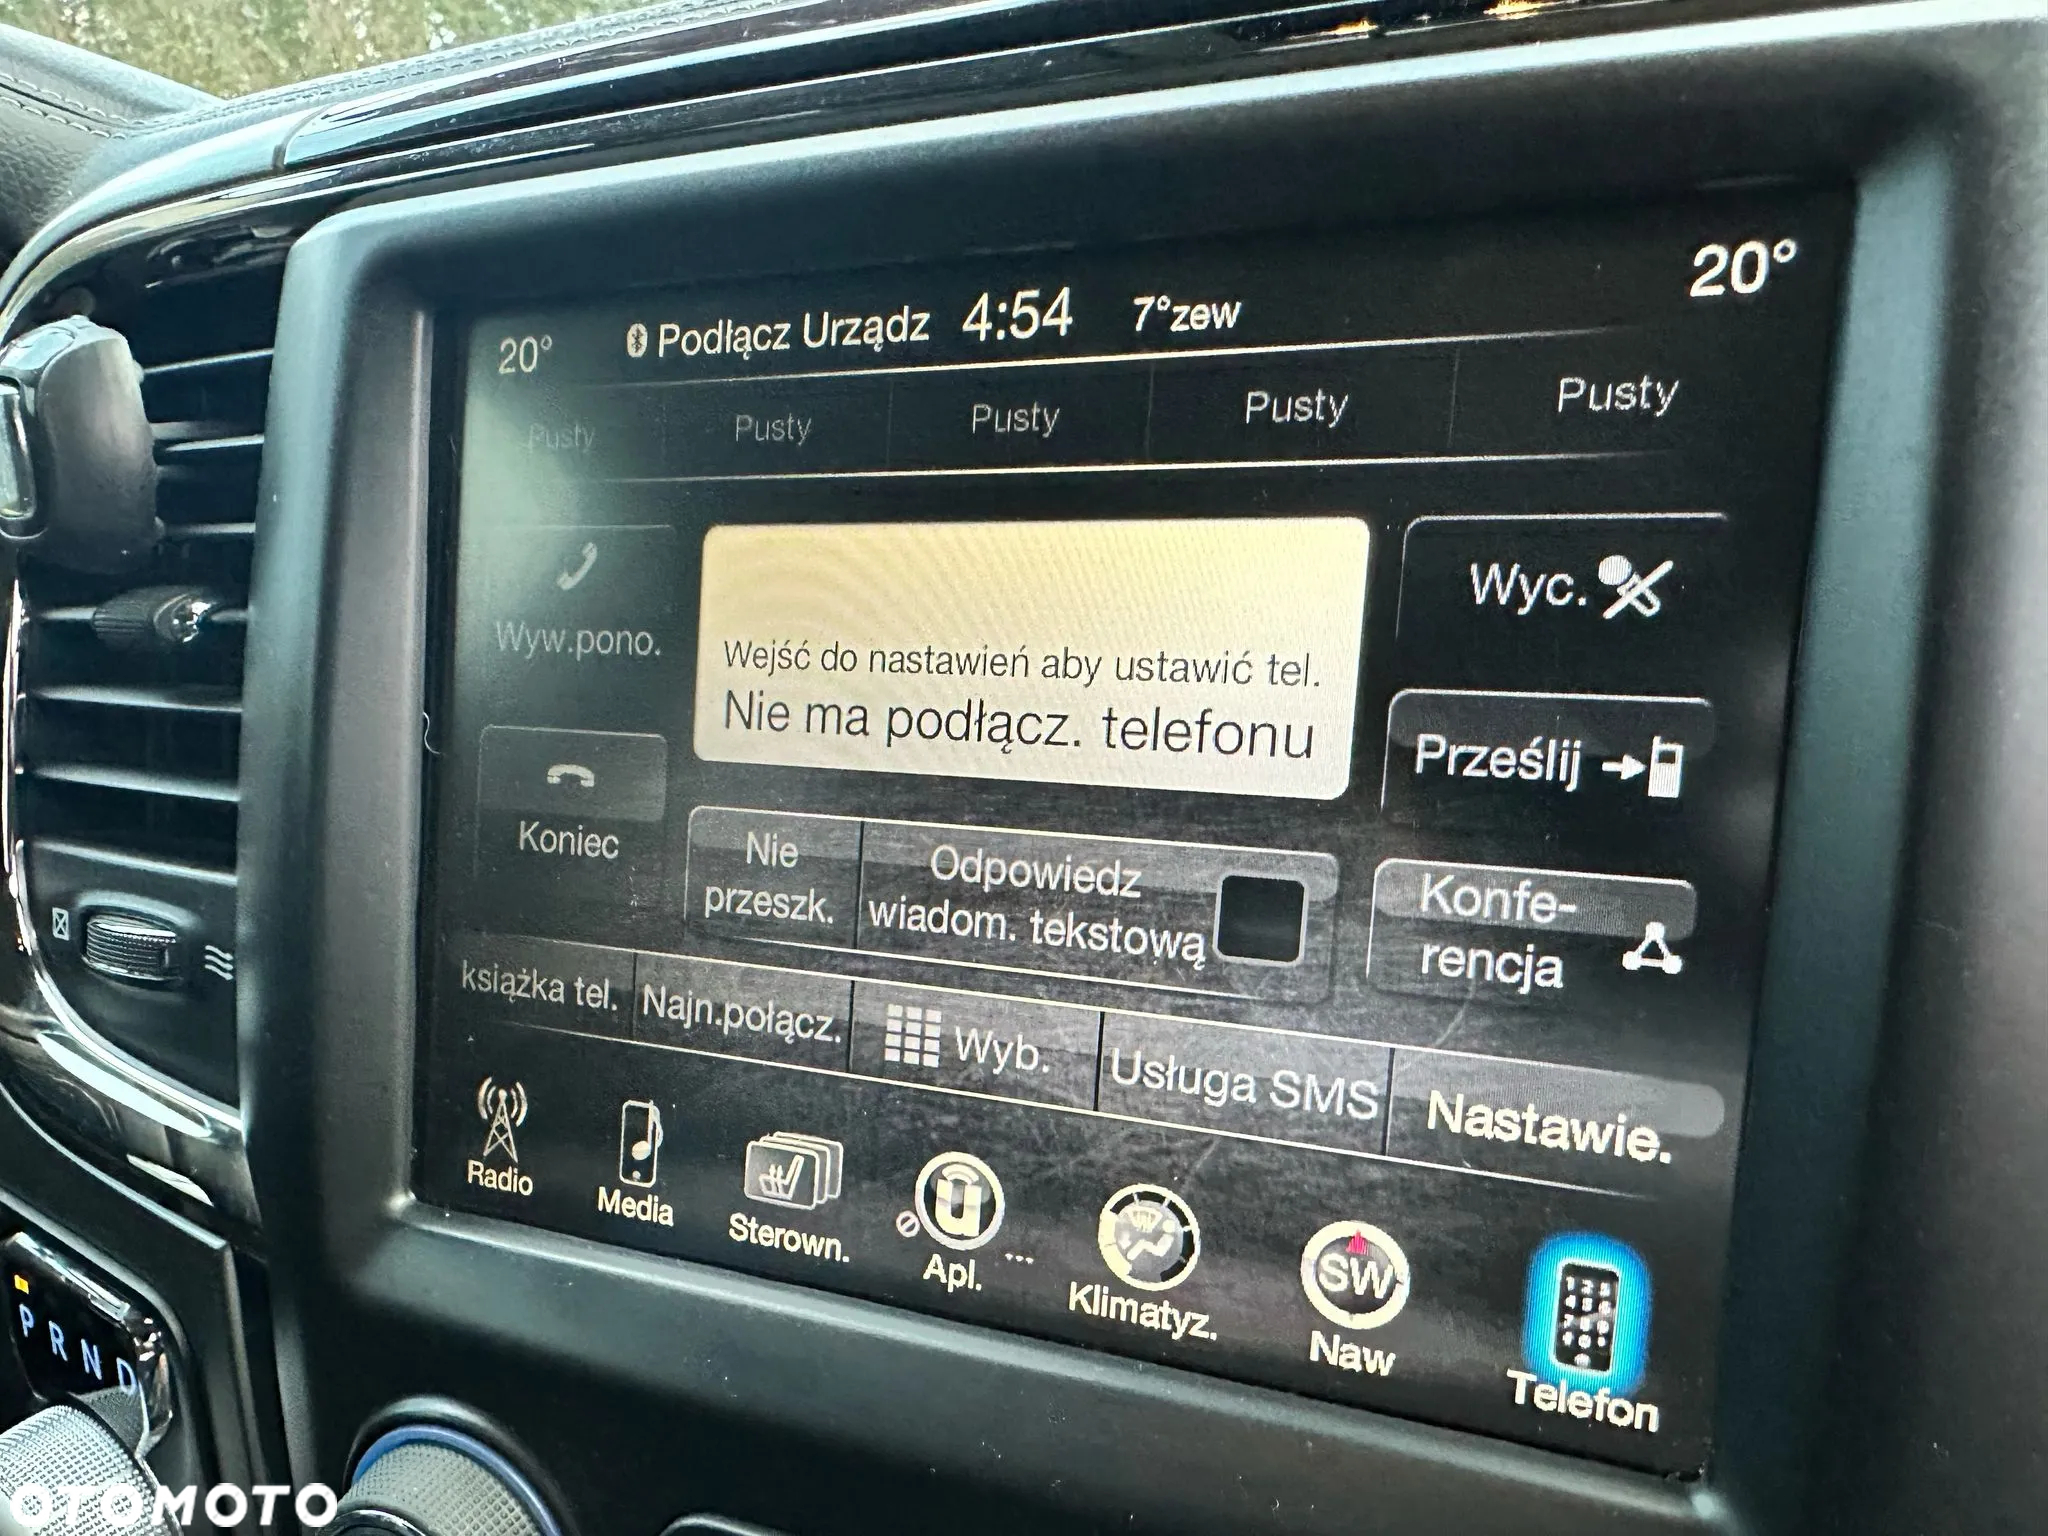 20° Podłącz Urządz 4:54 7°zew 20°
Pusty Pusty Pusty Pusty Pusty
Wyw.pono.
Wejść do nastawień aby ustawić tel.
Nie ma podłącz. telefonu
Wyc.
Prześlij
Koniec
Nie
przeszk.
Odpowiedz
wiadom. tekstową
Konfe-
rencja
książka tel. Najn.połącz. Wyb. Usługa SMS Nastawie.
Radio
Media
Sterown.
Apl.
Klimatyz.
SW
Naw
Telefon
P R N D
OTOMOTO